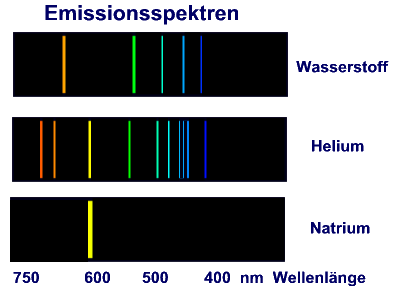 Emissionsspektren
Wasserstoff
Helium
Natrium
750 600 500 400 nm Wellenlänge